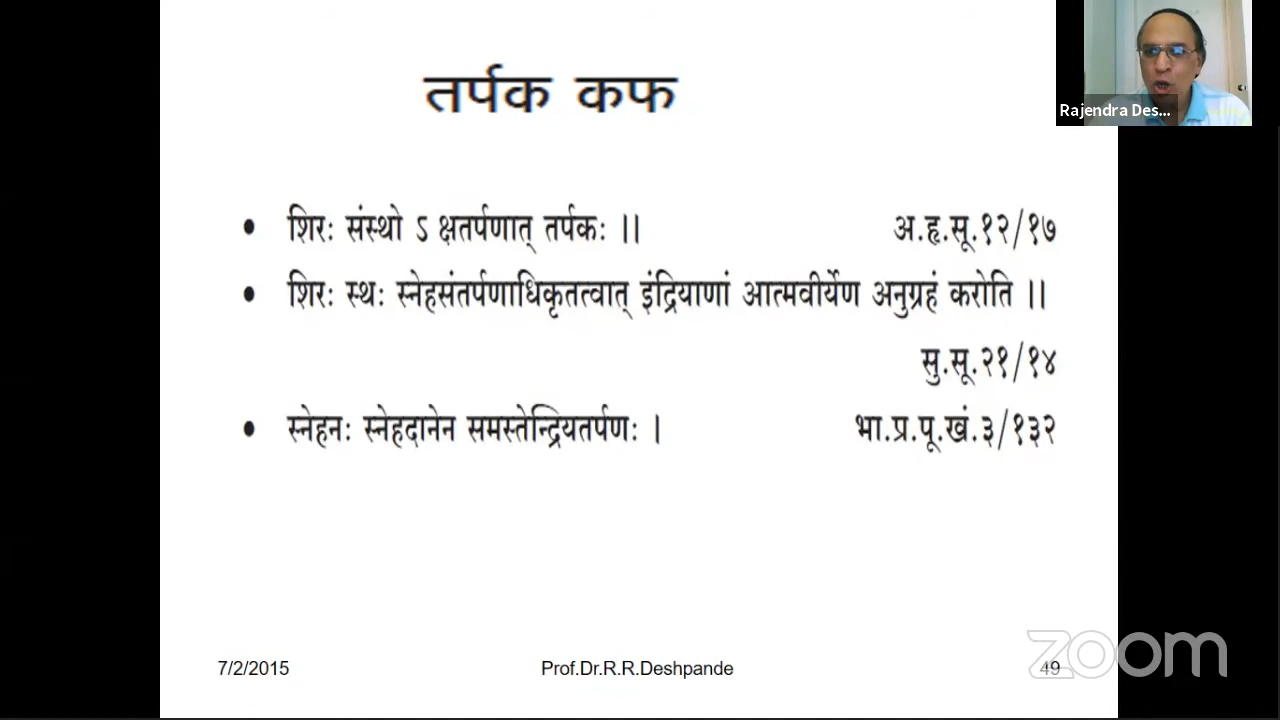 तर्पक कफ
Rajendra Des...
• शिरः संस्थो ऽ क्षतर्पणात् तर्पकः ।। अ.हृ.सू.१२/१७
• शिरः स्थः स्नेहसंतर्पणाधिकृतत्वात् इंद्रियाणां आत्मवीर्येण अनुग्रहं करोति ।।
सु.सू.२१/१४
• स्नेहनः स्नेहदानेन समस्तेन्द्रियतर्पणः । भा.प्र.पू.खं.३/१३२
7/2/2015 Prof.Dr.R.R.Deshpande 49
zoom